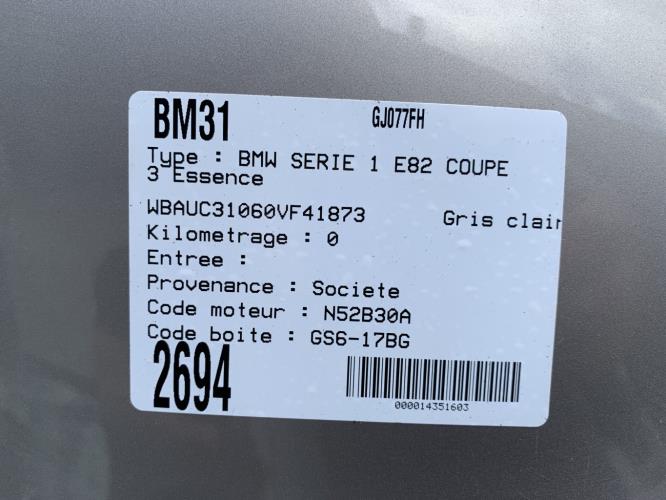 BM31 GJ077FH
Type : BMW SERIE 1 E82 COUPE
3 Essence
WBAUC31060VF41873 Gris clair
Kilometrage : 0
Entree :
Provenance : Societe
Code moteur : N52B30A
Code boite : GS6-17BG
2694
000014351603